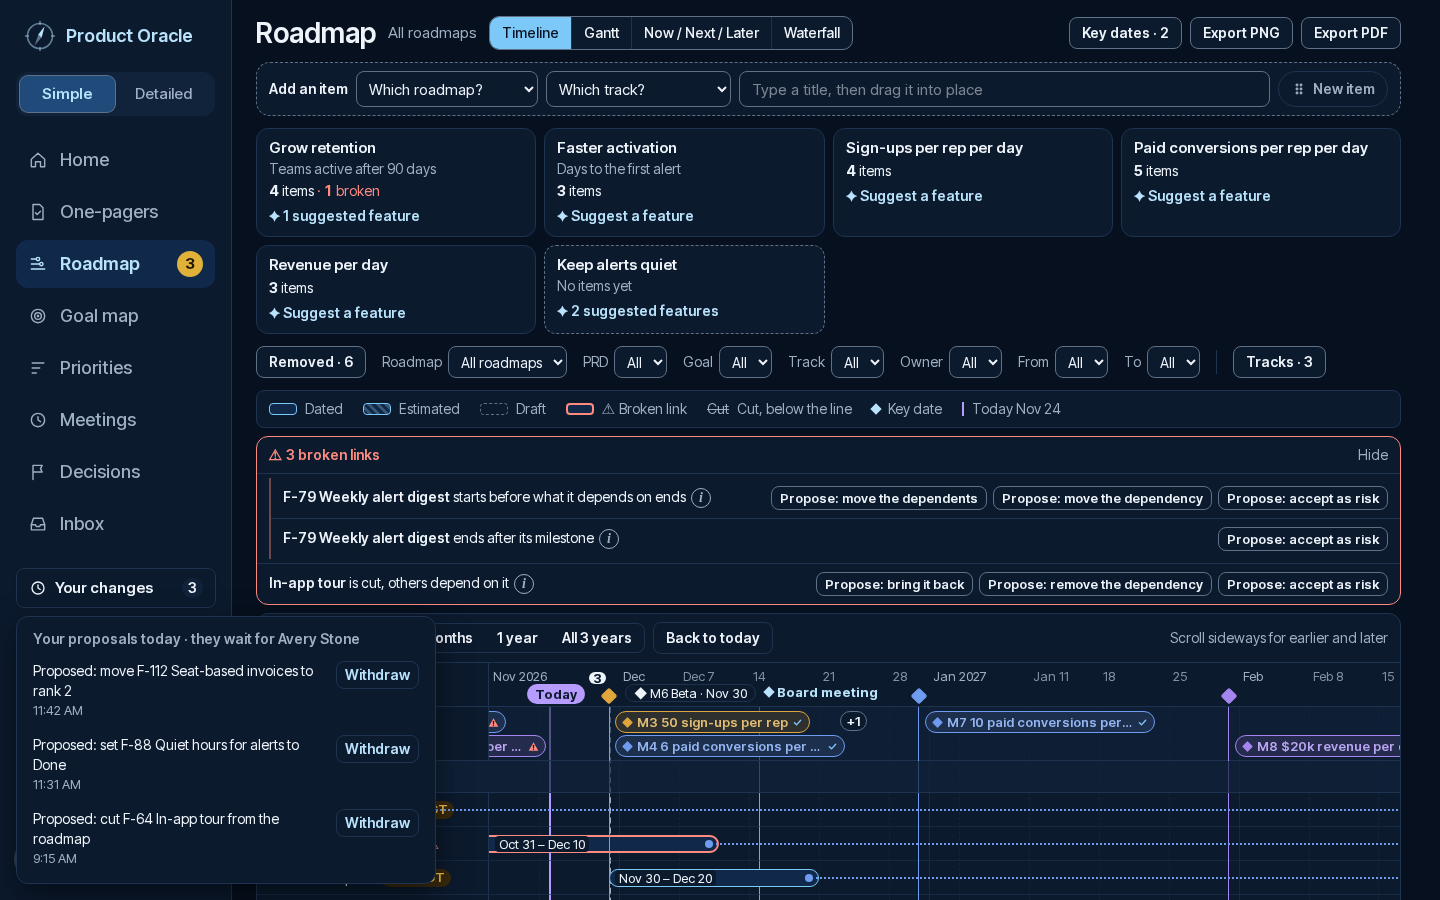 Product Oracle
Simple
Detailed
Home
One-pagers
Roadmap
3
Goal map
Priorities
Meetings
Decisions
Inbox
Your changes
3
Your proposals today · they wait for Avery Stone
Proposed: move F-112 Seat-based invoices to
rank 2
11:42 AM
Withdraw
Proposed: set F-88 Quiet hours for alerts to
Done
11:31 AM
Withdraw
Proposed: cut F-64 In-app tour from the
roadmap
9:15 AM
Withdraw
Roadmap
All roadmaps
Timeline
Gantt
Now / Next / Later
Waterfall
Key dates · 2
Export PNG
Export PDF
Add an item
Which roadmap?
Which track?
Type a title, then drag it into place
New item
Grow retention
Teams active after 90 days
4 items · 1 broken
1 suggested feature
Faster activation
Days to the first alert
3 items
Suggest a feature
Sign-ups per rep per day
4 items
Suggest a feature
Paid conversions per rep per day
5 items
Suggest a feature
Revenue per day
3 items
Suggest a feature
Keep alerts quiet
No items yet
2 suggested features
Removed · 6
Roadmap
All roadmaps
PRD
All
Goal
All
Track
All
Owner
All
From
All
To
All
Tracks · 3
Dated
Estimated
Draft
Broken link
Cut
Cut, below the line
Key date
Today Nov 24
3 broken links
Hide
F-79 Weekly alert digest starts before what it depends on ends
Propose: move the dependents
Propose: move the dependency
Propose: accept as risk
F-79 Weekly alert digest ends after its milestone
Propose: accept as risk
In-app tour is cut, others depend on it
Propose: bring it back
Propose: remove the dependency
Propose: accept as risk
onths
1 year
All 3 years
Back to today
Scroll sideways for earlier and later
Nov 2026
3
Dec
Dec 7
14
21
28
Jan 2027
Jan 11
18
25
Feb
Feb 8
15
Today
M6 Beta · Nov 30
Board meeting
M3 50 sign-ups per rep
+1
M7 10 paid conversions per…
per …
M4 6 paid conversions per …
M8 $20k revenue per
Oct 31 – Dec 10
Nov 30 – Dec 20